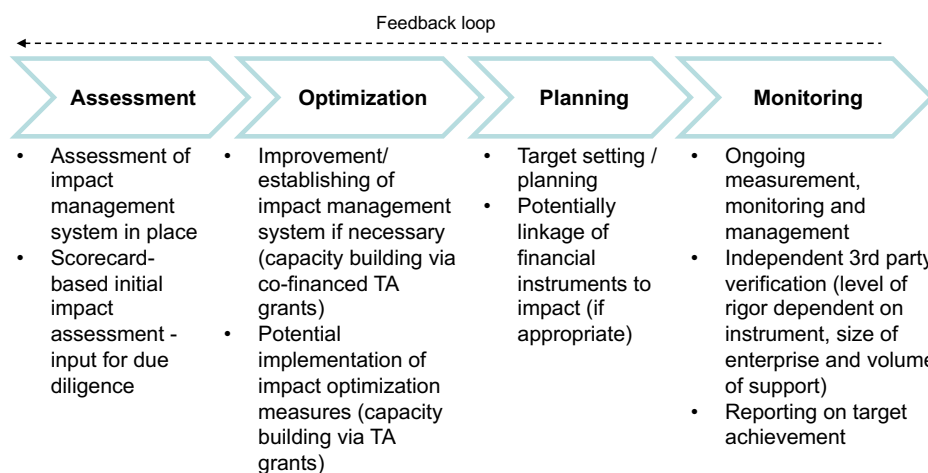 Feedback loop
Assessment
Optimization
Planning
Monitoring
• Assessment of
impact
management
system in place
• Scorecard-
based initial
impact
assessment -
input for due
diligence
• Improvement/
establishing of
impact management
system if necessary
(capacity building via
co-financed TA
grants)
• Potential
implementation of
impact optimization
measures (capacity
building via TA
grants)
• Target setting /
planning
• Potentially
linkage of
financial
instruments to
impact (if
appropriate)
• Ongoing
measurement,
monitoring and
management
• Independent 3rd party
verification (level of
rigor dependent on
instrument, size of
enterprise and volume
of support)
• Reporting on target
achievement